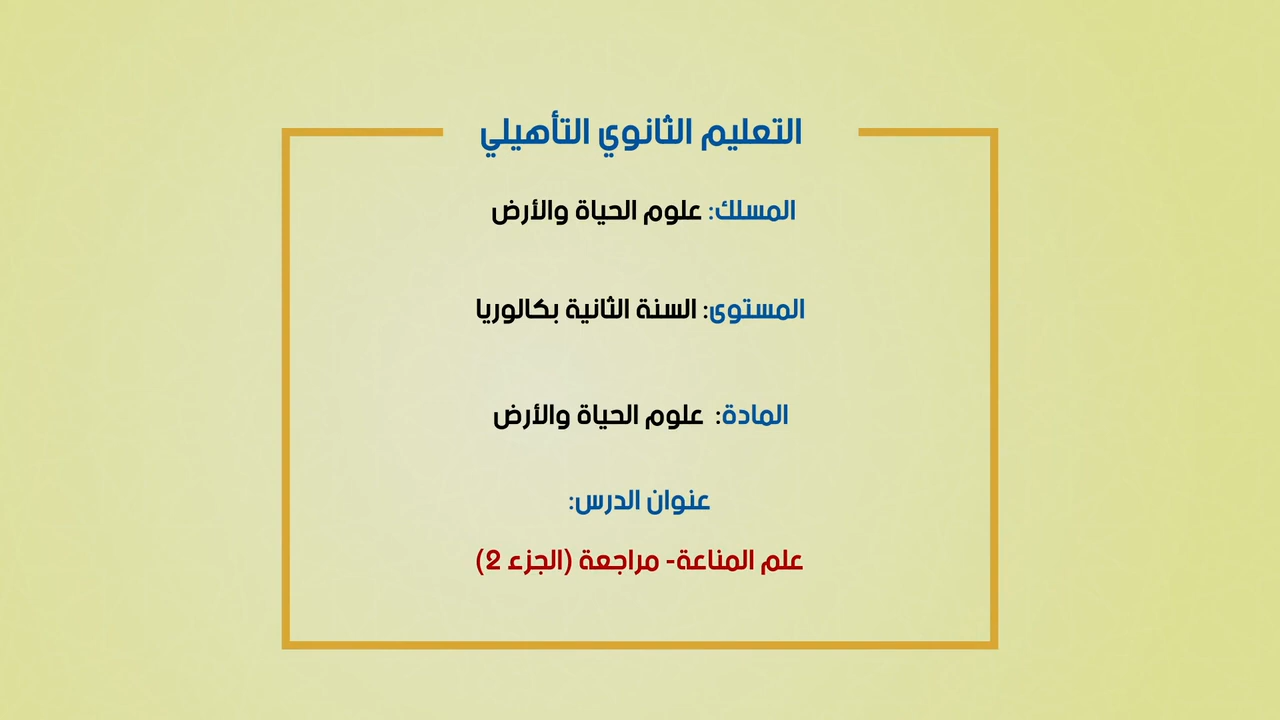 التعليم الثانوي التأهيلي
المسلك: علوم الحياة والأرض
المستوى: السنة الثانية بكالوريا
المادة: علوم الحياة والأرض
عنوان الدرس:
علم المناعة- مراجعة (الجزء 2)